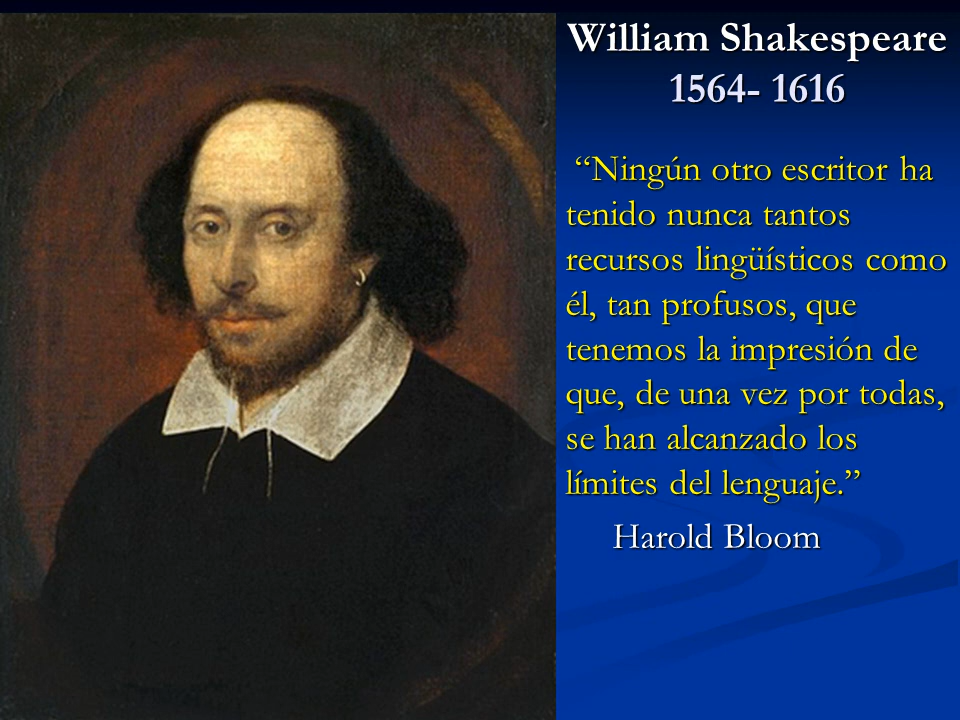 William Shakespeare
1564- 1616
“Ningún otro escritor ha
tenido nunca tantos
recursos lingüísticos como
él, tan profusos, que
tenemos la impresión de
que, de una vez por todas,
se han alcanzado los
límites del lenguaje.”
Harold Bloom